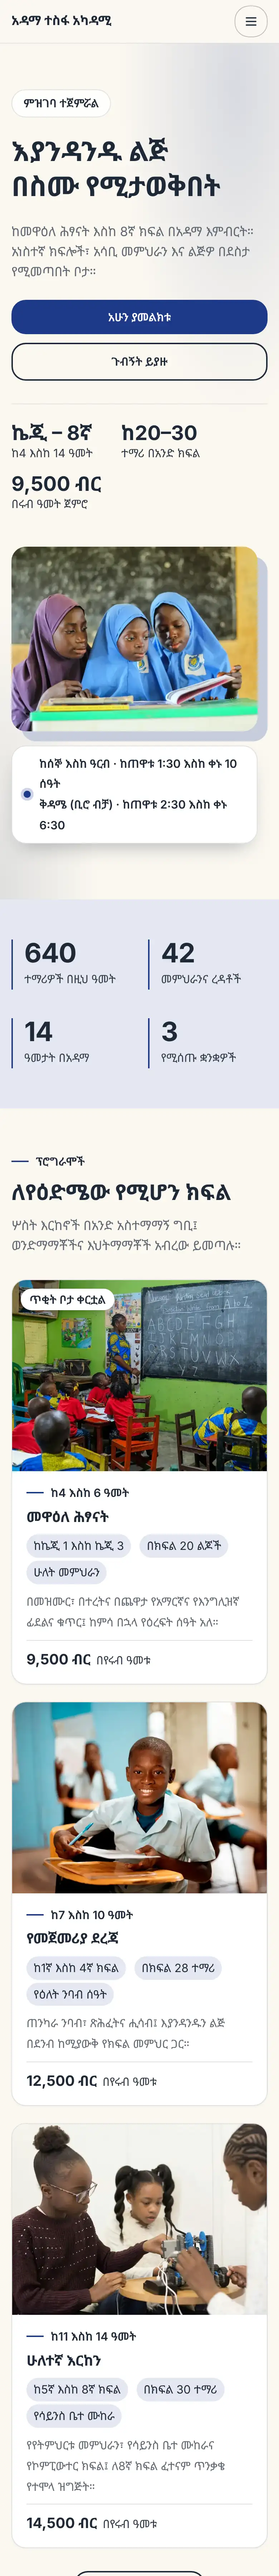 አዳማ ተስፋ አካዳሚ
ምዝገባ ተጀምሯል
እያንዳንዱ ልጅ
በስሙ የሚታወቅበት
ከመዋዕለ ሕፃናት እስከ 8ኛ ክፍል በአዳማ እምብርት።
አነስተኛ ክፍሎች፣ አሳቢ መምህራን እና ልጅዎ በደስታ
የሚመጣበት ቦታ።
አሁን ያመልክቱ
ጉብኝት ይያዙ
ኬጂ – 8ኛ
ከ4 እስከ 14 ዓመት
ከ20–30
ተማሪ በአንድ ክፍል
9,500 ብር
በሩብ ዓመት ጀምሮ
ከሰኞ እስከ ዓርብ · ከጠዋቱ 1:30 እስከ ቀኑ 10
ሰዓት
ቅዳሜ (ቢሮ ብቻ) · ከጠዋቱ 2:30 እስከ ቀኑ
6:30
640
ተማሪዎች በዚህ ዓመት
42
መምህራንና ረዳቶች
14
ዓመታት በአዳማ
3
የሚሰጡ ቋንቋዎች
ፕሮግራሞች
ለየዕድሜው የሚሆን ክፍል
ሦስት እርከኖች በአንድ አስተማማኝ ግቢ፤
ወንድማማቾችና እህትማማቾች አብረው ይመጣሉ።
ጥቂት ቦታ ቀርቷል
ከ4 እስከ 6 ዓመት
መዋዕለ ሕፃናት
ከኬጂ 1 እስከ ኬጂ 3
በክፍል 20 ልጆች
ሁለት መምህራን
በመዝሙር፣ በተረትና በጨዋታ የአማርኛና የእንግሊዝኛ
ፊደልና ቁጥር፤ ከምሳ በኋላ የዕረፍት ሰዓት አለ።
9,500 ብር በየሩብ ዓመቱ
ከ7 እስከ 10 ዓመት
የመጀመሪያ ደረጃ
ከ1ኛ እስከ 4ኛ ክፍል
በክፍል 28 ተማሪ
የዕለት ንባብ ሰዓት
ጠንካራ ንባብ፣ ጽሕፈትና ሒሳብ፤ እያንዳንዱን ልጅ
በደንብ ከሚያውቅ የክፍል መምህር ጋር።
12,500 ብር በየሩብ ዓመቱ
ከ11 እስከ 14 ዓመት
ሁለተኛ እርከን
ከ5ኛ እስከ 8ኛ ክፍል
በክፍል 30 ተማሪ
የሳይንስ ቤተ ሙከራ
የየትምህርቱ መምህራን፣ የሳይንስ ቤተ ሙከራና
የኮምፒውተር ክፍል፤ ለ8ኛ ክፍል ፈተናም ጥንቃቄ
የተሞላ ዝግጅት።
14,500 ብር በየሩብ ዓመቱ